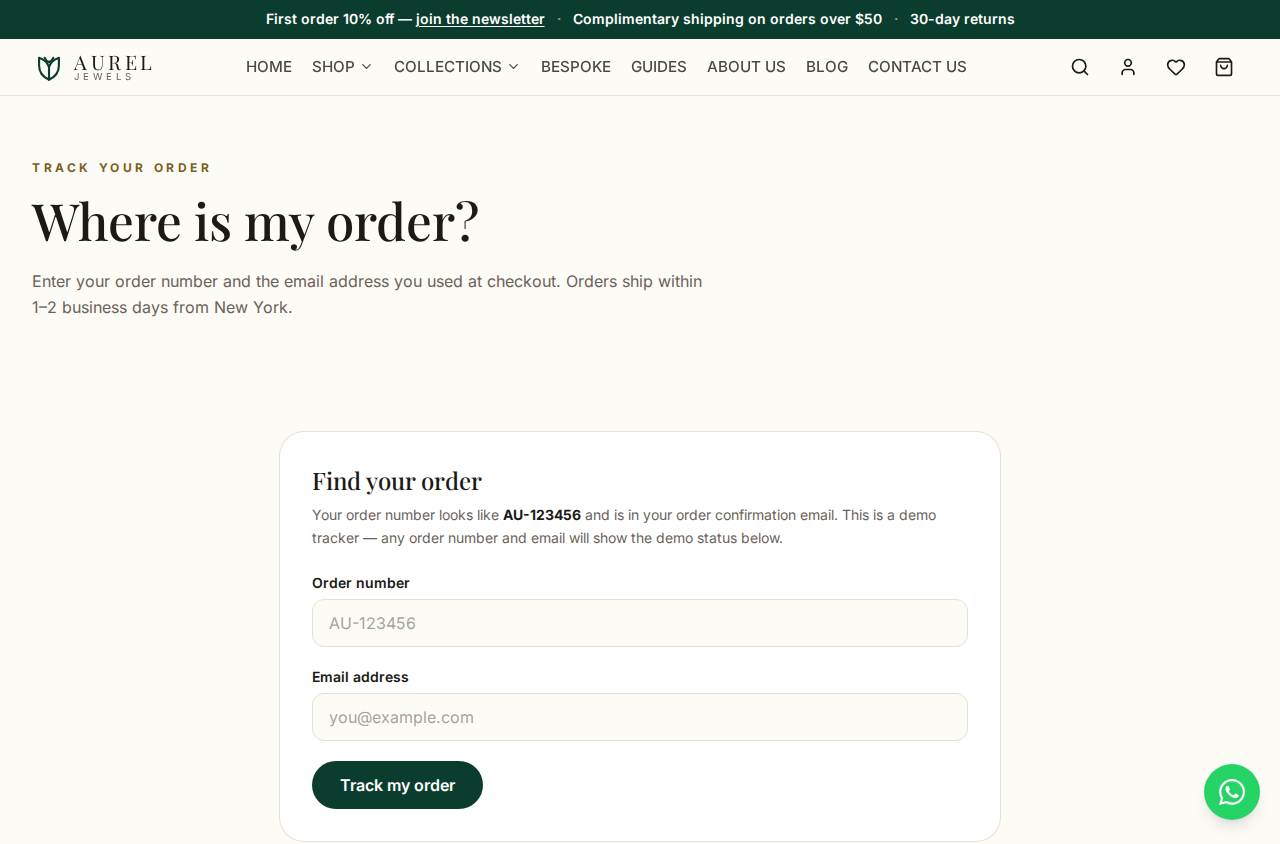 First order 10% off — join the newsletter · Complimentary shipping on orders over $50 · 30-day returns
AUREL
JEWELS
HOME SHOP COLLECTIONS BESPOKE GUIDES ABOUT US BLOG CONTACT US
TRACK YOUR ORDER
Where is my order?
Enter your order number and the email address you used at checkout. Orders ship within
1–2 business days from New York.
Find your order
Your order number looks like AU-123456 and is in your order confirmation email. This is a demo
tracker — any order number and email will show the demo status below.
Order number
AU-123456
Email address
you@example.com
Track my order